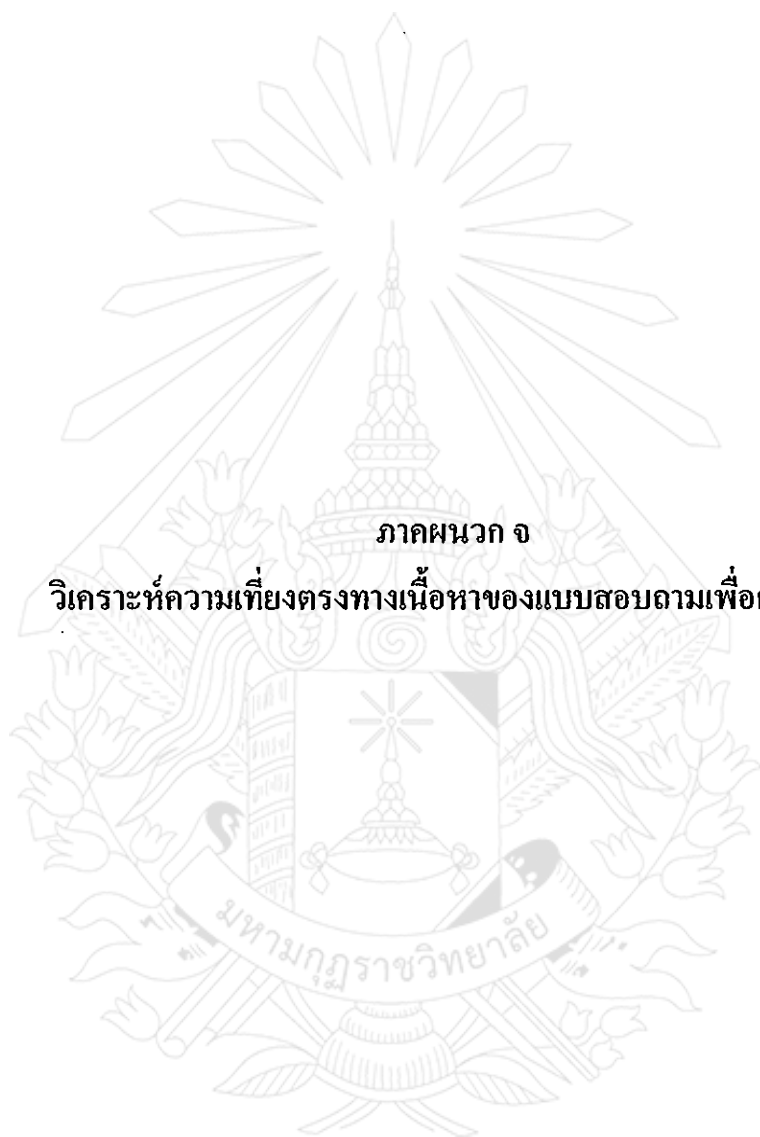 ภาคผนวก จ
วิเคราะห์ความเที่ยงตรงทางเนื้อหาของแบบสอบถามเพื่อ
มหามกุฏราชวิทยาลัย